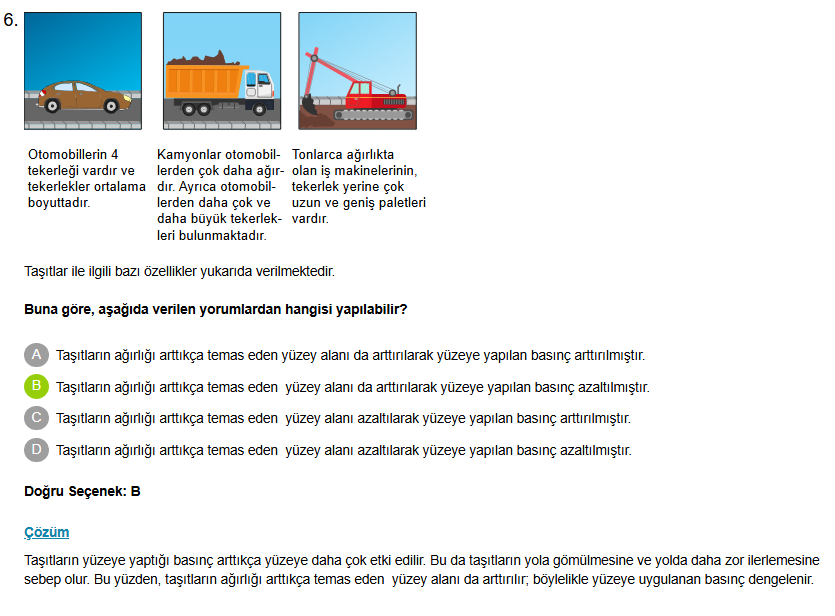 6.
Otomobillerin 4
tekerleği vardır ve
tekerlekler ortalama
boyuttadır.
Kamyonlar otomobil-
lerden çok daha ağır-
dır. Ayrıca otomobil-
lerden daha çok ve
daha büyük tekerlek-
leri bulunmaktadır.
Tonlarca ağırlıkta
olan iş makinelerinin,
tekerlek yerine çok
uzun ve geniş paletleri
vardır.
Taşıtlar ile ilgili bazı özellikler yukarıda verilmektedir.
Buna göre, aşağıda verilen yorumlardan hangisi yapılabilir?
A Taşıtların ağırlığı arttıkça temas eden yüzey alanı da arttırılarak yüzeye yapılan basınç arttırılmıştır.
B Taşıtların ağırlığı arttıkça temas eden yüzey alanı da arttırılarak yüzeye yapılan basınç azaltılmıştır.
C Taşıtların ağırlığı arttıkça temas eden yüzey alanı azaltılarak yüzeye yapılan basınç arttırılmıştır.
D Taşıtların ağırlığı arttıkça temas eden yüzey alanı azaltılarak yüzeye yapılan basınç azaltılmıştır.
Doğru Seçenek: B
Çözüm
Taşıtların yüzeye yaptığı basınç arttıkça yüzeye daha çok etki edilir. Bu da taşıtların yola gömülmesine ve yolda daha zor ilerlemesine
sebep olur. Bu yüzden, taşıtların ağırlığı arttıkça temas eden yüzey alanı da arttırılır; böylelikle yüzeye uygulanan basınç dengelenir.